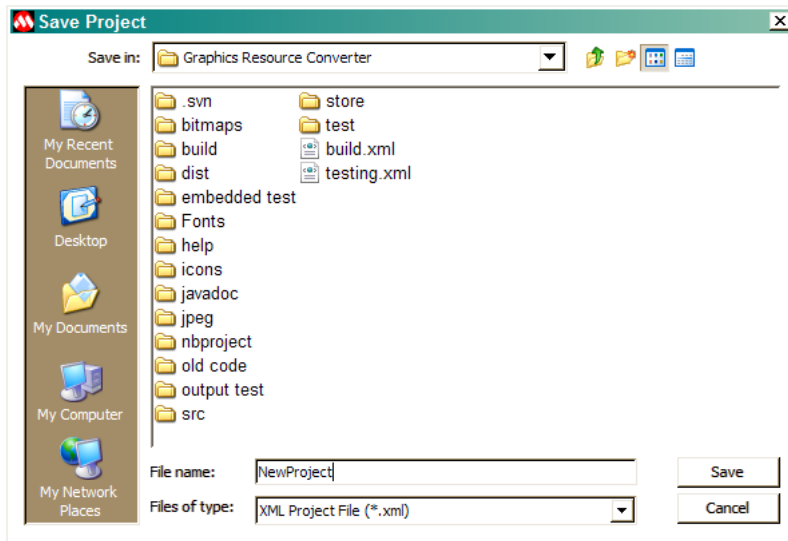 Save Project
Save in: Graphics Resource Converter
My Recent
Documents
Desktop
My Documents
My Computer
My Network
Places
.svn
bitmaps
build
dist
embedded test
Fonts
help
icons
javadoc
jpeg
nbproject
old code
output test
src
store
test
build.xml
testing.xml
File name: NewProject Save
Files of type: XML Project File (*.xml) Cancel